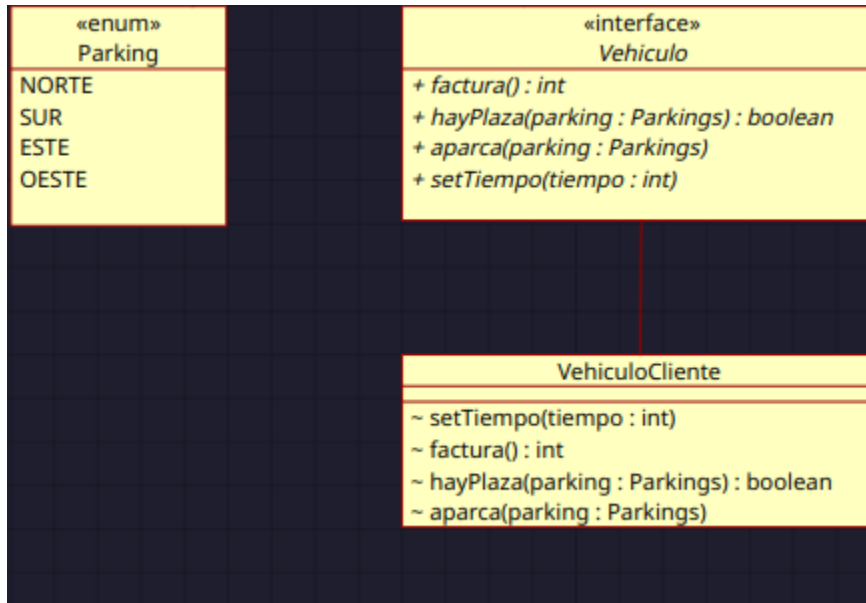 «enum»
Parking
NORTE
SUR
ESTE
OESTE
«interface»
Vehiculo
+ factura() : int
+ hayPlaza(parking : Parkings) : boolean
+ aparca(parking : Parkings)
+ setTiempo(tiempo : int)
VehiculoCliente
~ setTiempo(tiempo : int)
~ factura() : int
~ hayPlaza(parking : Parkings) : boolean
~ aparca(parking : Parkings)